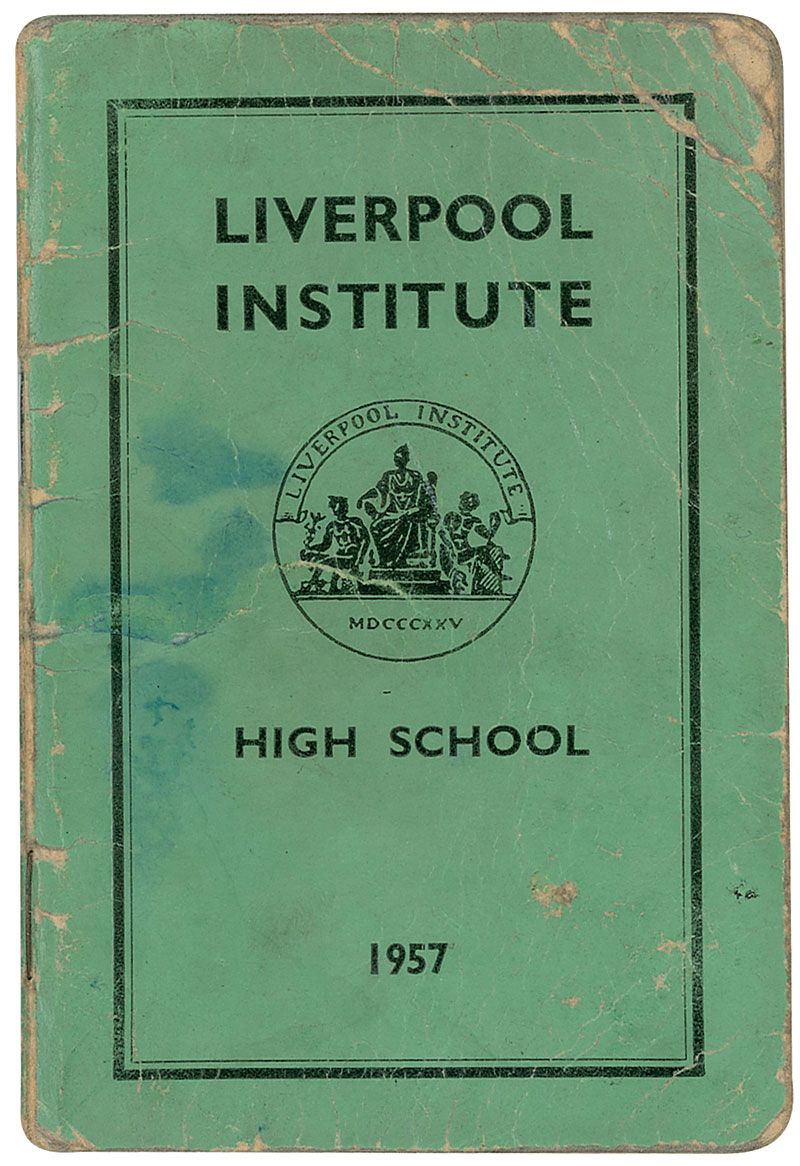 LIVERPOOL
INSTITUTE
LIVERPOOL INSTITUTE
MDCCCXXV
HIGH SCHOOL
1957